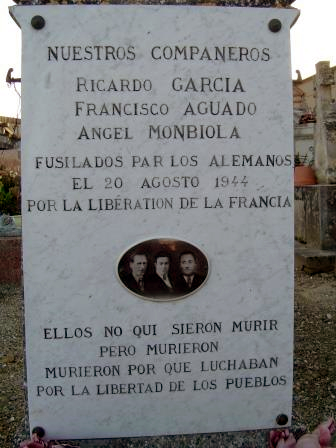 NUESTROS COMPANEROS
RICARDO GARCIA
FRANCISCO AGUADO
ANGEL MONBIOLA
FUSILADOS PAR LOS ALEMANOS
EL 20 AGOSTO 1944
POR LA LIBÉRATION DE LA FRANCIA
ELLOS NO QUI SIERON MURIR
PERO MURIERON
MURIERON POR QUE LUCHABAN
POR LA LIBERTAD DE LOS PUEBLOS